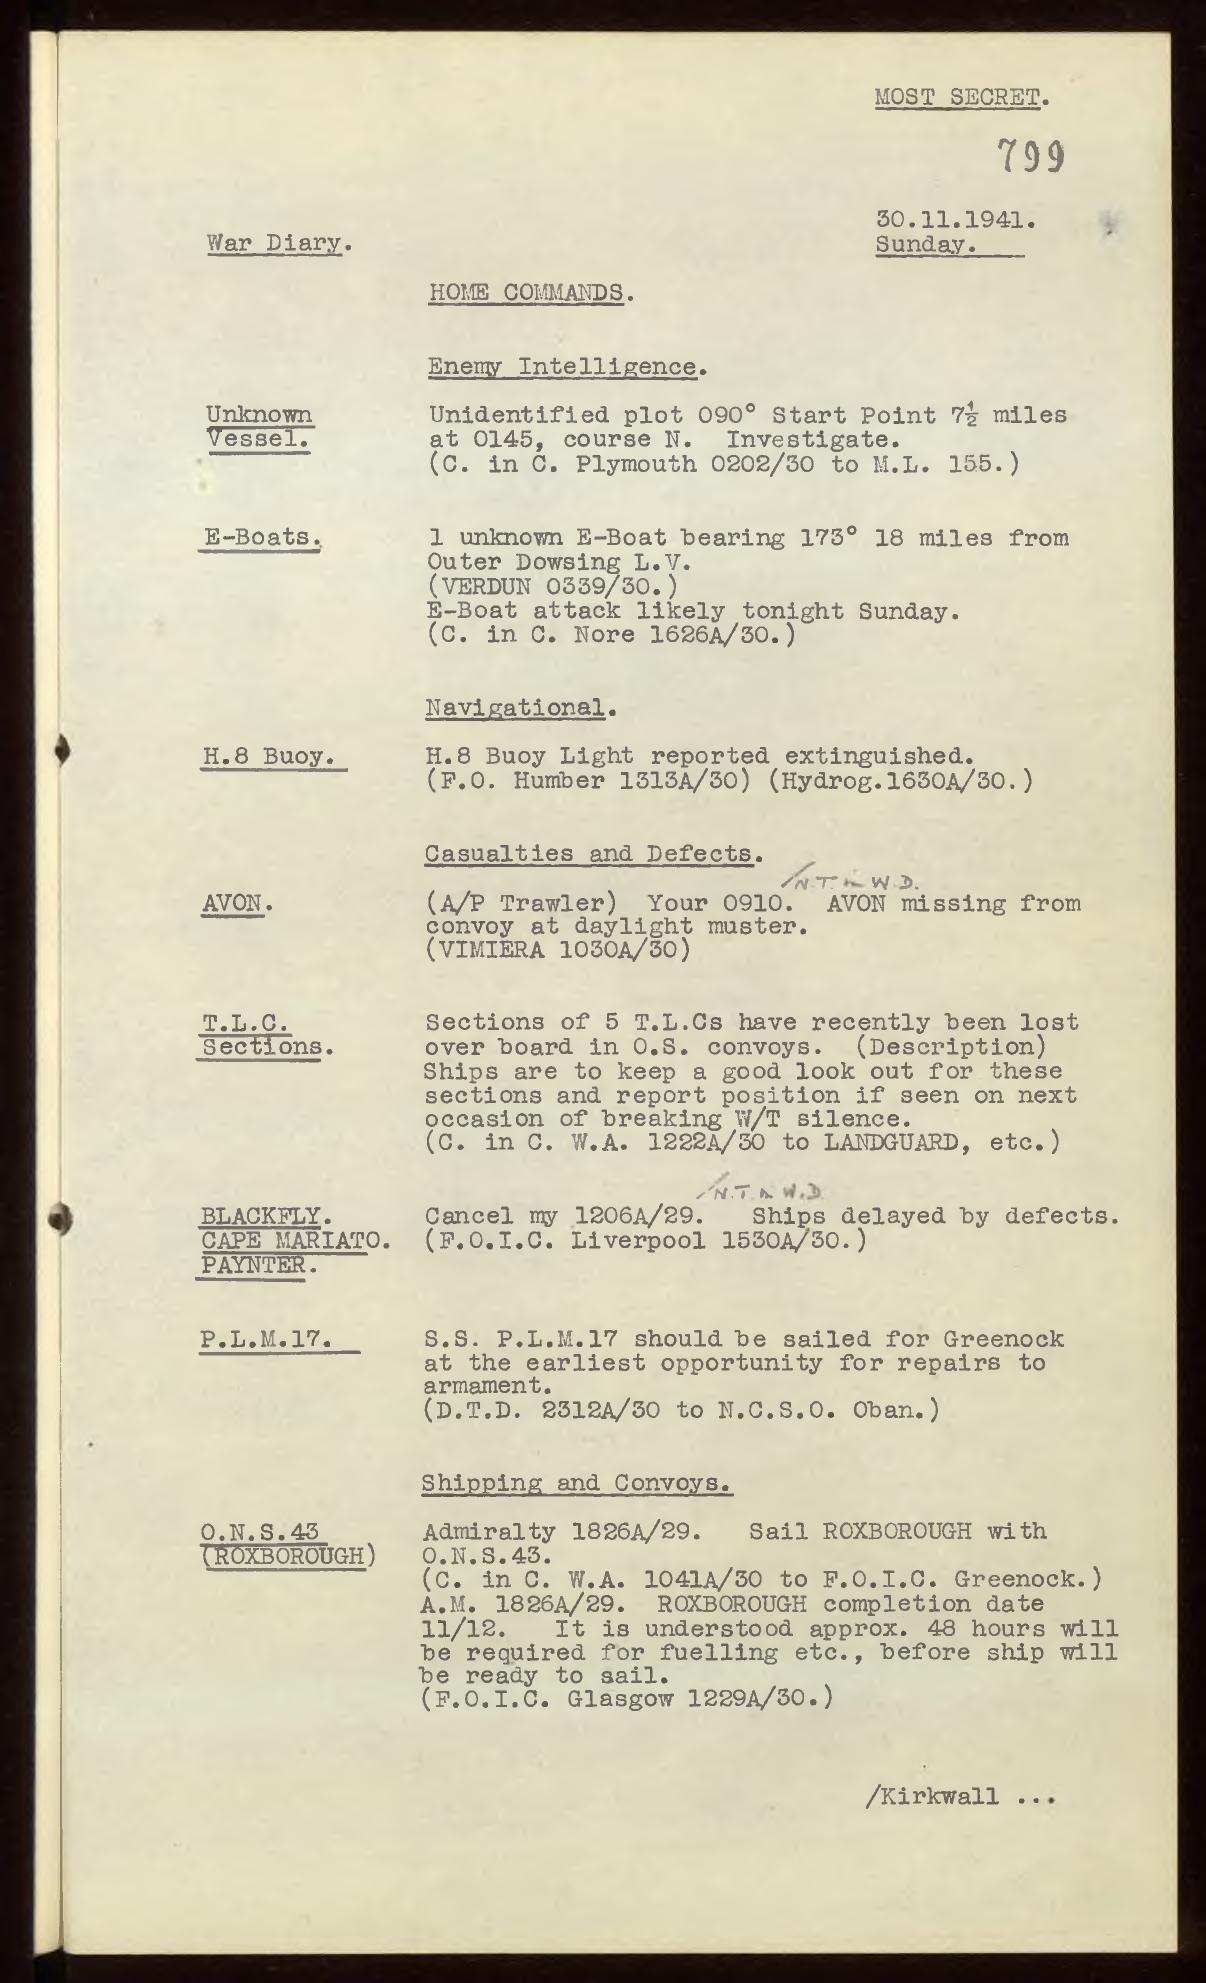 MOST SECRET.
799
30.11.1941.
War Diary.
Sunday.
HOME COMMANDS.
Enemy Intelligence.
Unknown
Vessel.
Unidentified plot 090° Start Point 7½ miles
at 0145, course N.  Investigate.
(C. in C. Plymouth 0202/30 to M.L. 155.)
E-Boats.
1 unknown E-Boat bearing 173° 18 miles from
Outer Dowsing L.V.
(VERDUN 0339/30.)
E-Boat attack likely tonight Sunday.
(C. in C. Nore 1626A/30.)
Navigational.
H.8 Buoy.
H.8 Buoy Light reported extinguished.
(F.O. Humber 1313A/30) (Hydrog.1630A/30.)
Casualties and Defects.
/N.T. in W.D.
AVON.
(A/P Trawler)  Your 0910.  AVON missing from
convoy at daylight muster.
(VIMIERA 1030A/30)
T.L.C.
Sections.
Sections of 5 T.L.Cs have recently been lost
over board in O.S. convoys.  (Description)
Ships are to keep a good look out for these
sections and report position if seen on next
occasion of breaking W/T silence.
(C. in C. W.A. 1222A/30 to LANDGUARD, etc.)
/N.T. in W.D.
BLACKFLY.
CAPE MARIATO.
PAYNTER.
Cancel my 1206A/29.  Ships delayed by defects.
(F.O.I.C. Liverpool 1530A/30.)
P.L.M.17.
S.S. P.L.M.17 should be sailed for Greenock
at the earliest opportunity for repairs to
armament.
(D.T.D. 2312A/30 to N.C.S.O. Oban.)
Shipping and Convoys.
O.N.S.43
(ROXBOROUGH)
Admiralty 1826A/29.  Sail ROXBOROUGH with
O.N.S.43.
(C. in C. W.A. 1041A/30 to F.O.I.C. Greenock.)
A.M. 1826A/29.  ROXBOROUGH completion date
11/12.  It is understood approx. 48 hours will
be required for fuelling etc., before ship will
be ready to sail.
(F.O.I.C. Glasgow 1229A/30.)
/Kirkwall ...